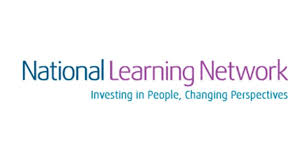 National Learning Network
Investing in People, Changing Perspectives